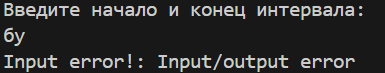 Введите начало и конец интервала:
бу
Input error!: Input/output error